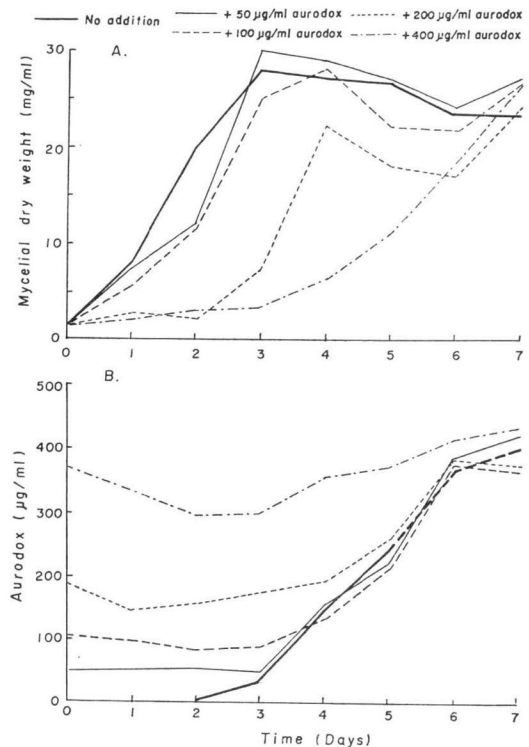 No addition
+ 50 µg/ml aurodox
+ 200 µg/ml aurodox
+ 100 µg/ml aurodox
+ 400 µg/ml aurodox
A.
Mycelial dry weight (mg/ml)
30
20
10
0
0 1 2 3 4 5 6 7
B.
Aurodox (µg/ml)
500
400
300
200
100
0
0 1 2 3 4 5 6 7
Time (Days)